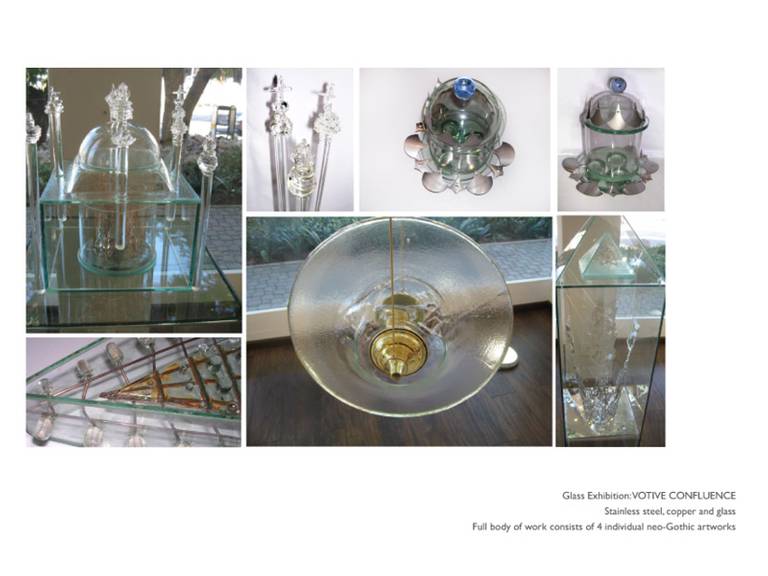 Glass Exhibition: VOTIVE CONFLUENCE
Stainless steel, copper and glass
Full body of work consists of 4 individual neo-Gothic artworks